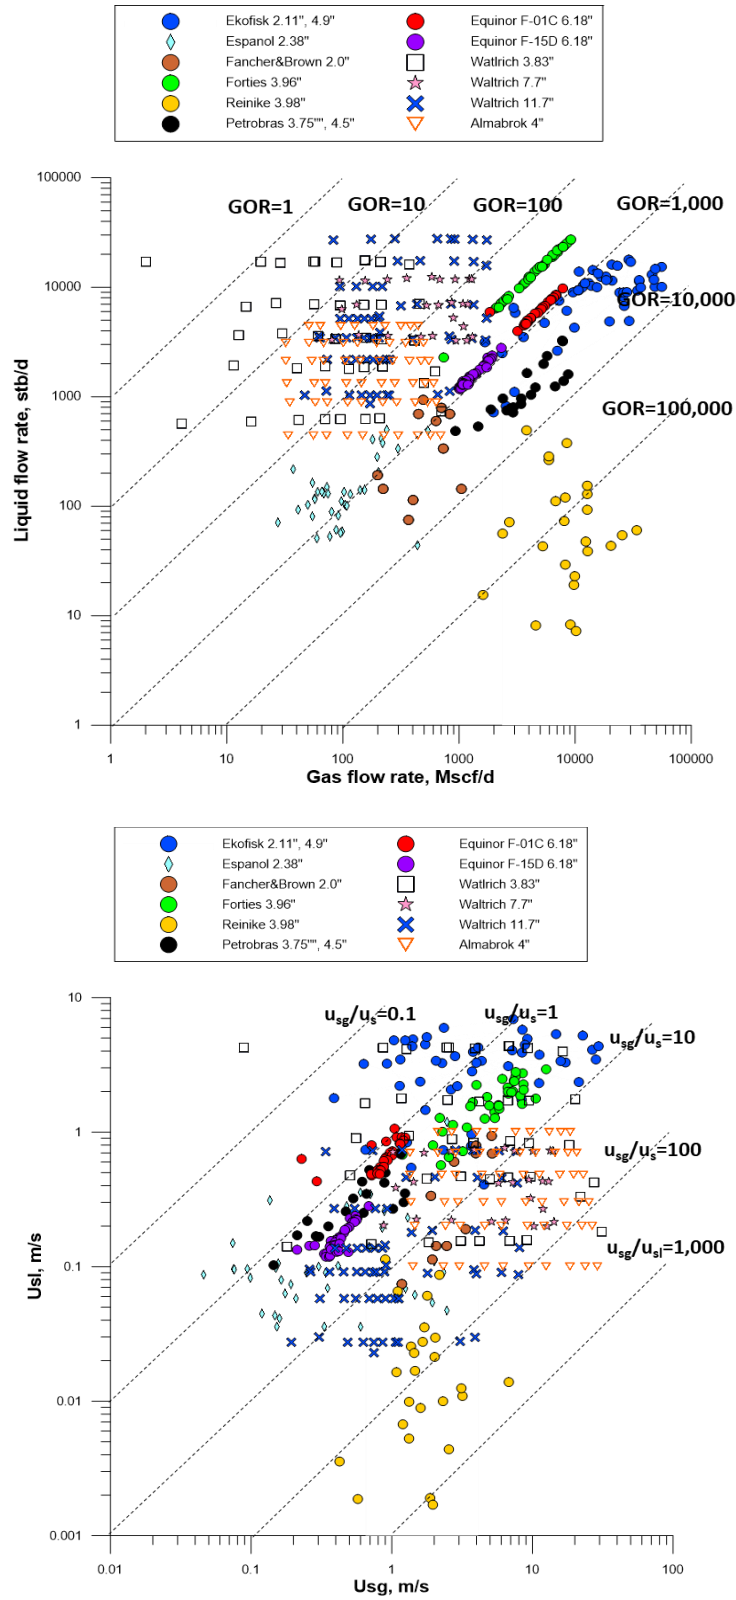 Ekofisk 2.11", 4.9" Equinor F-01C 6.18"
Espanol 2.38" Equinor F-15D 6.18"
Fancher&Brown 2.0" Watlrich 3.83"
Forties 3.96" Waltrich 7.7"
Reinike 3.98" Waltrich 11.7"
Petrobras 3.75"", 4.5" Almabrok 4"
100000
GOR=1 GOR=10 GOR=100 GOR=1,000
10000
GOR=10,000
1000
GOR=100,000
100
10
1
Liquid flow rate, stb/d
1 10 100 1000 10000 100000
Gas flow rate, Mscf/d
Ekofisk 2.11", 4.9" Equinor F-01C 6.18"
Espanol 2.38" Equinor F-15D 6.18"
Fancher&Brown 2.0" Watlrich 3.83"
Forties 3.96" Waltrich 7.7"
Reinike 3.98" Waltrich 11.7"
Petrobras 3.75"", 4.5" Almabrok 4"
10
usg/us=0.1 usg/us=1
usg/us=10
1
usg/us=100
usg/usl=1,000
0.1
0.01
0.001
Usl, m/s
0.01 0.1 1 10 100
Usg, m/s